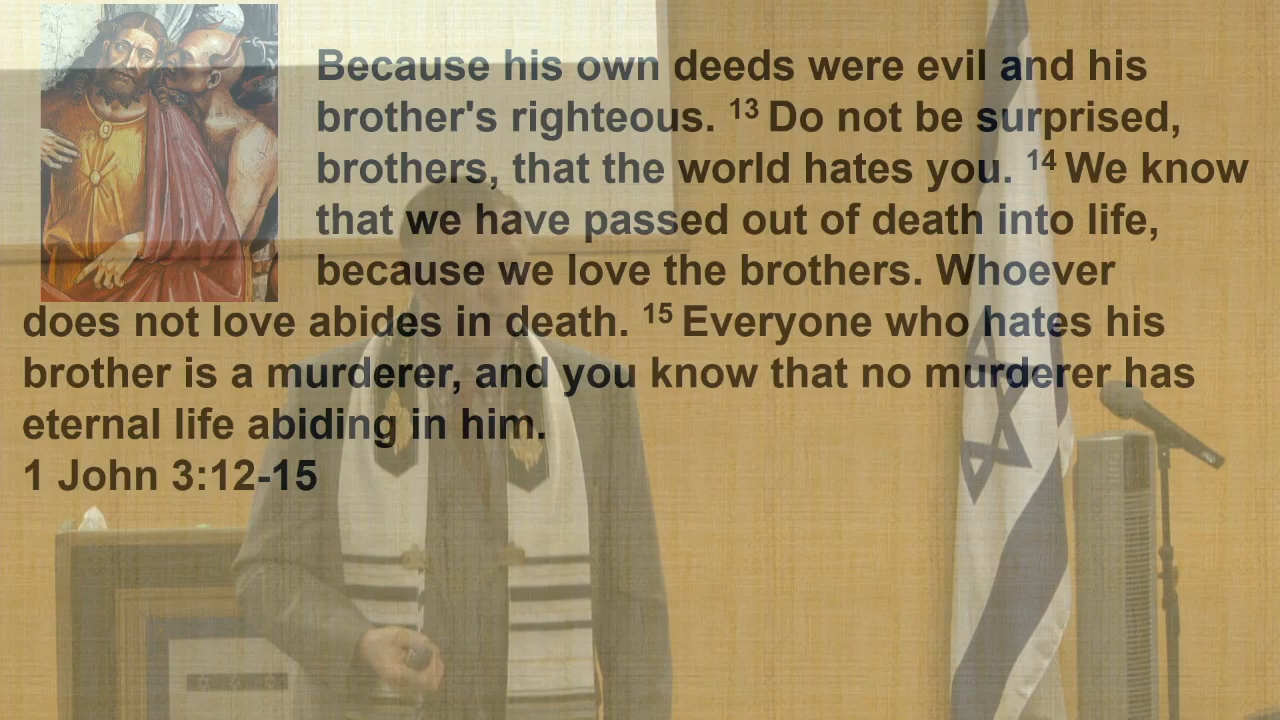 Because his own deeds were evil and his
brother's righteous. 13 Do not be surprised,
brothers, that the world hates you. 14 We know
that we have passed out of death into life,
because we love the brothers. Whoever
does not love abides in death. 15 Everyone who hates his
brother is a murderer, and you know that no murderer has
eternal life abiding in him.
1 John 3:12-15